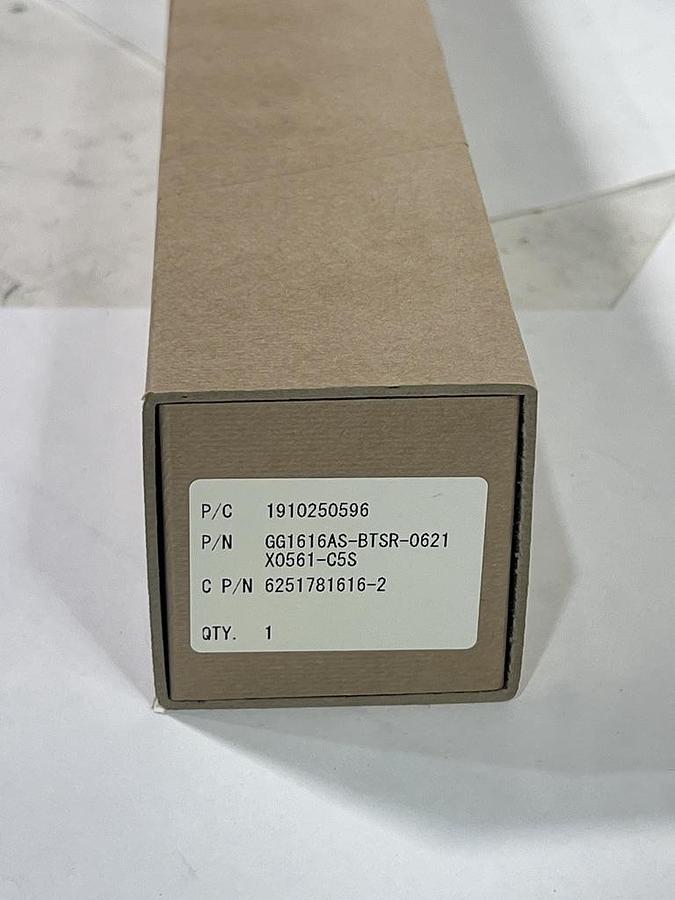 P/C 1910250596
P/N GG1616AS-BTSR-0621
X0561-C5S
C P/N 6251781616-2
QTY. 1